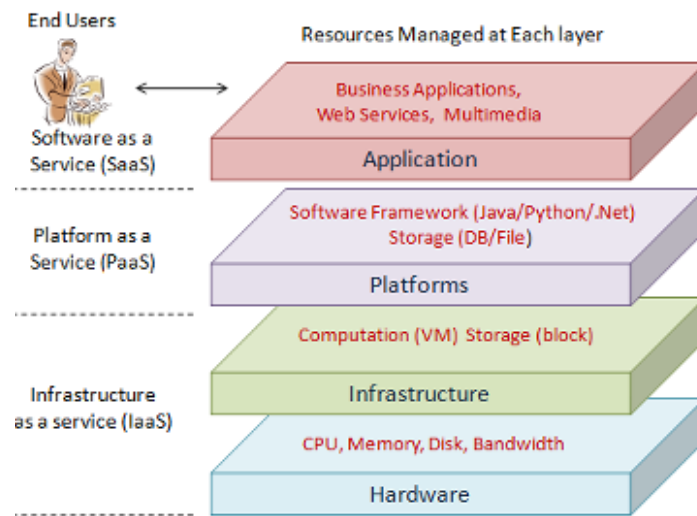 End Users
Resources Managed at Each layer
Business Applications,
Web Services, Multimedia
Application
Software as a
Service (SaaS)
Software Framework (Java/Python/.Net)
Storage (DB/File)
Platforms
Platform as a
Service (PaaS)
Computation (VM) Storage (block)
Infrastructure
Infrastructure
as a service (IaaS)
CPU, Memory, Disk, Bandwidth
Hardware